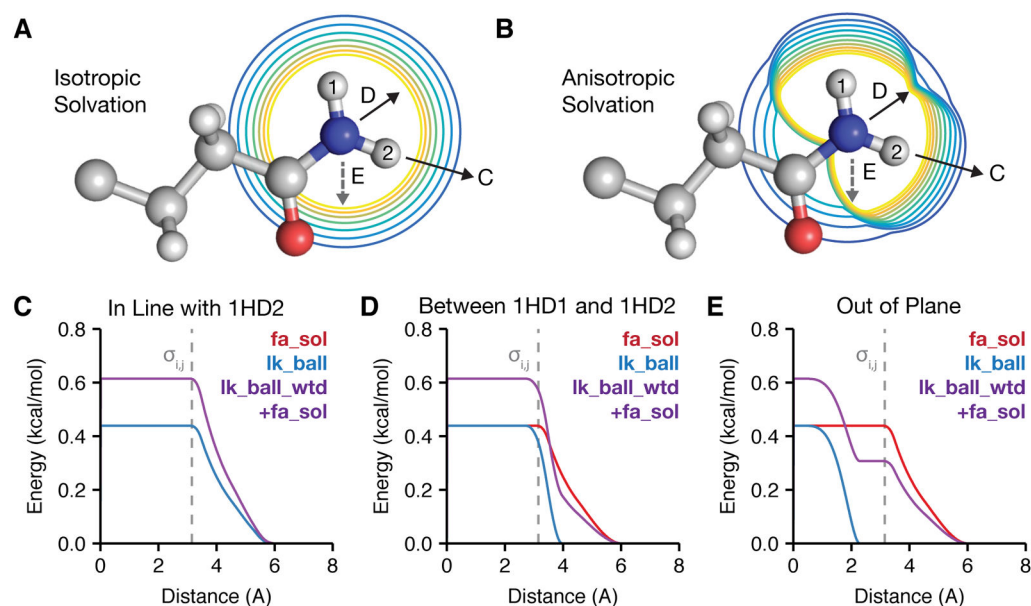 A
Isotropic
Solvation
1
D
2
C
E
B
Anisotropic
Solvation
1
D
2
C
E
C
In Line with 1HD2
fa_sol
lk_ball
lk_ball_wtd
+fa_sol
σi,j
0.8
0.6
0.4
0.2
0.0
Energy (kcal/mol)
0
2
4
6
8
Distance (A)
D
Between 1HD1 and 1HD2
fa_sol
lk_ball
lk_ball_wtd
+fa_sol
σi,j
0.8
0.6
0.4
0.2
0.0
Energy (kcal/mol)
0
2
4
6
8
Distance (A)
E
Out of Plane
fa_sol
lk_ball
lk_ball_wtd
+fa_sol
σi,j
0.8
0.6
0.4
0.2
0.0
Energy (kcal/mol)
0
2
4
6
8
Distance (A)